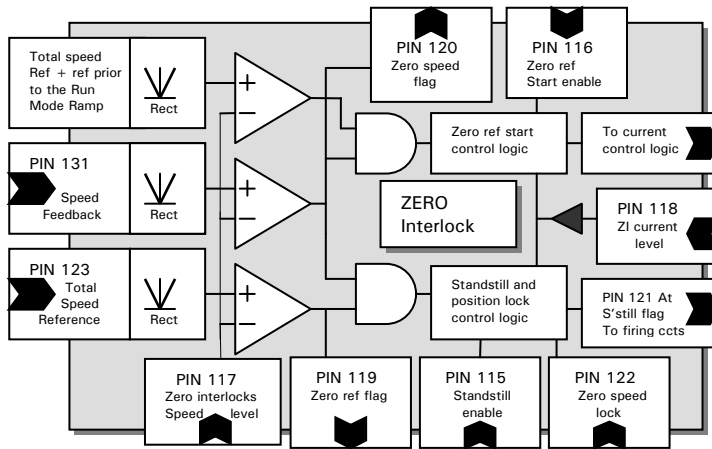 Total speed
Ref + ref prior
to the Run
Mode Ramp
Rect
PIN 120
Zero speed
flag
PIN 116
Zero ref
Start enable
+
−
Zero ref start
control logic
To current
control logic
PIN 131
Speed
Feedback
Rect
+
−
ZERO
Interlock
PIN 118
ZI current
level
PIN 123
Total
Speed
Reference
Rect
+
−
Standstill and
position lock
control logic
PIN 121 At
S'still flag
To firing ccts
PIN 117
Zero interlocks
Speed level
PIN 119
Zero ref flag
PIN 115
Standstill
enable
PIN 122
Zero speed
lock